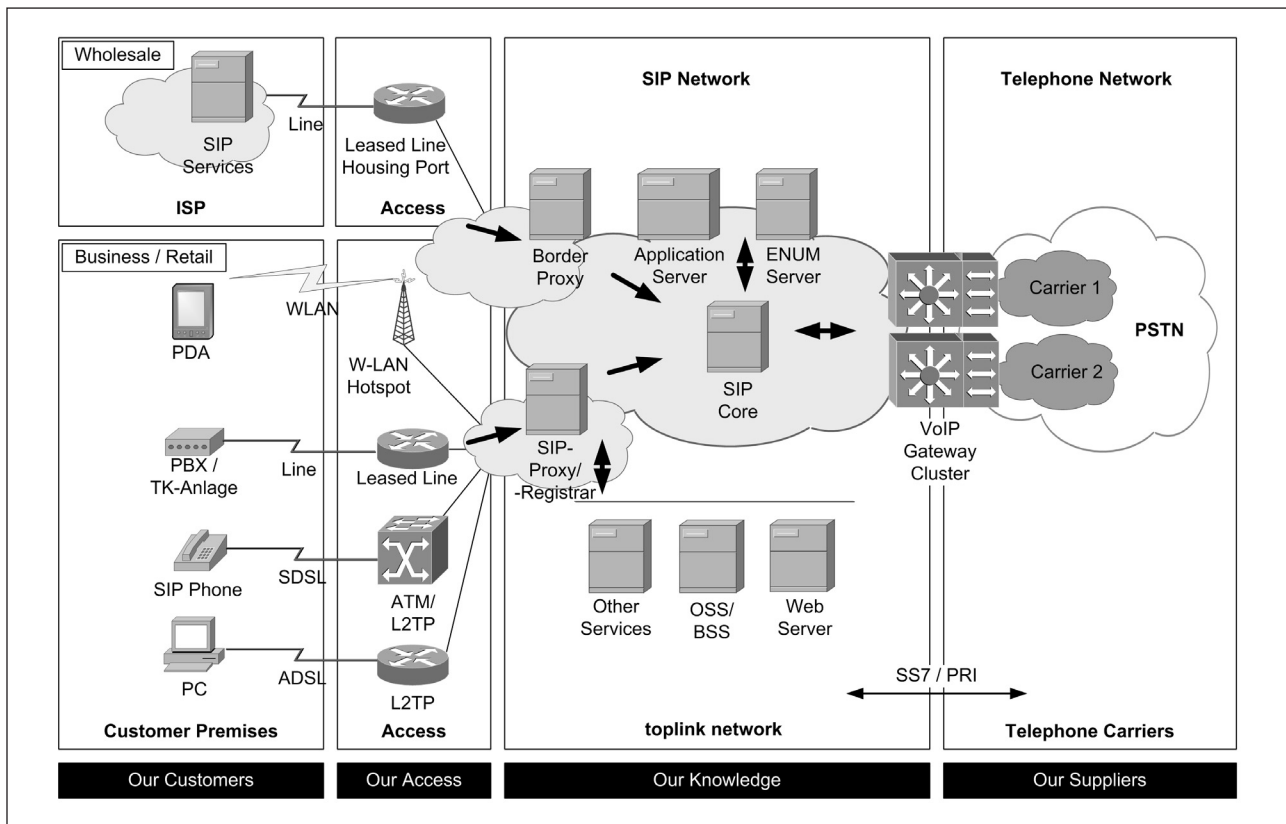 Wholesale
SIP
Services
Line
Leased Line
Housing Port
ISP
Access
SIP Network
Telephone Network
Border
Proxy
Application
Server
ENUM
Server
SIP
Core
Carrier 1
Carrier 2
PSTN
VoIP
Gateway
Cluster
Business / Retail
WLAN
PDA
W-LAN
Hotspot
SIP-
Proxy/
-Registrar
PBX /
TK-Anlage
Line
Leased Line
SIP Phone
SDSL
ATM/
L2TP
PC
ADSL
L2TP
Other
Services
OSS/
BSS
Web
Server
SS7 / PRI
Customer Premises
Access
toplink network
Telephone Carriers
Our Customers
Our Access
Our Knowledge
Our Suppliers